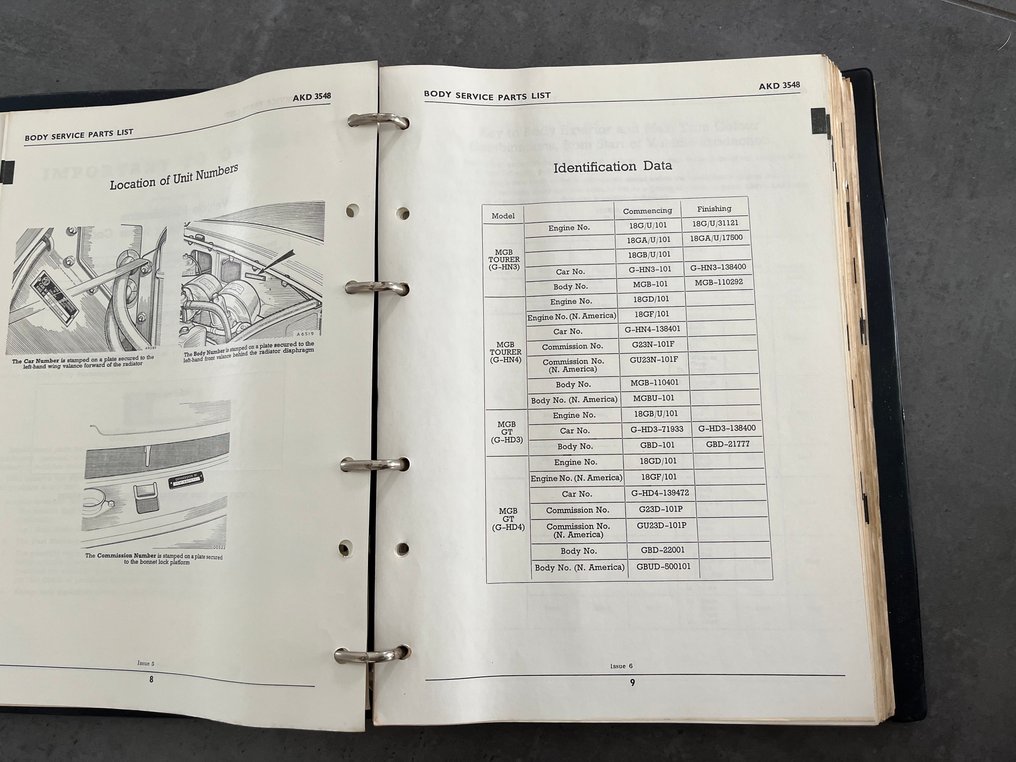 BODY SERVICE PARTS LIST AKD 3548
Location of Unit Numbers
A6519
The Car Number is stamped on a plate secured to the
left-hand wing valance forward of the radiator
The Body Number is stamped on a plate secured to the
left-hand front valance behind the radiator diaphragm
The Commission Number is stamped on a plate secured
to the bonnet lock platform
Issue 5
8
BODY SERVICE PARTS LIST AKD 3548
Identification Data
Model Commencing Finishing
MGB
TOURER
(G-HN3)
Engine No. 18G/U/101 18G/U/31121
18GA/U/101 18GA/U/17500
18GB/U/101
Car No. G-HN3-101 G-HN3-138400
Body No. MGB-101 MGB-110292
MGB
TOURER
(G-HN4)
Engine No. 18GD/101
Engine No. (N. America) 18GF/101
Car No. G-HN4-138401
Commission No. G23N-101F
Commission No.
(N. America) GU23N-101F
Body No. MGB-110401
Body No. (N. America) MGBU-101
MGB
GT
(G-HD3)
Engine No. 18GB/U/101
Car No. G-HD3-71933 G-HD3-138400
Body No. GBD-101 GBD-21777
MGB
GT
(G-HD4)
Engine No. 18GD/101
Engine No. (N. America) 18GF/101
Car No. G-HD4-139472
Commission No. G23D-101P
Commission No.
(N. America) GU23D-101P
Body No. GBD-22001
Body No. (N. America) GBUD-500101
Issue 6
9